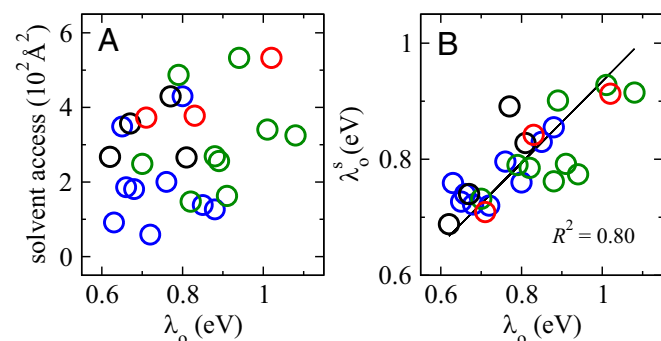 A
solvent access (10² Å²)
6
4
2
0
0.6 0.8 1
λₒ (eV)
B
λₒˢ (eV)
1
0.8
0.6
R² = 0.80
0.6 0.8 1
λₒ (eV)